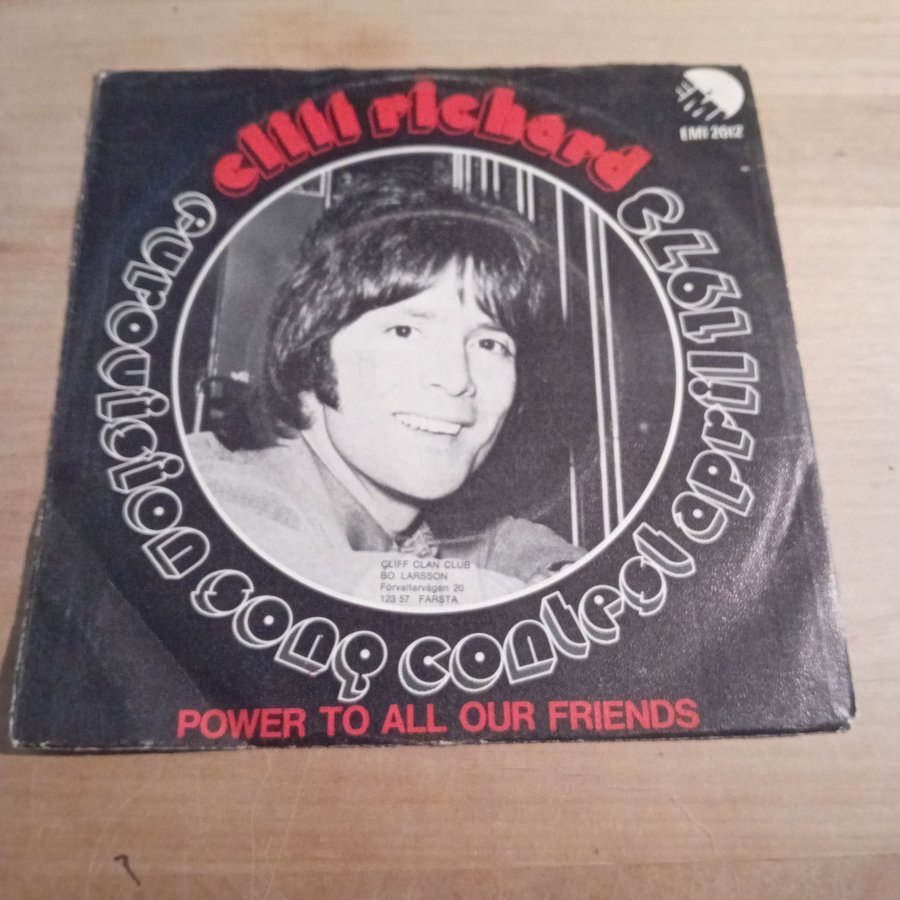 cliff richard
EMI
EMI 2012
eurovision song contest april 1973
CLIFF CLAN CLUB
BO LARSSON
Förvaltarvägen 20
123 57 FARSTA
POWER TO ALL OUR FRIENDS